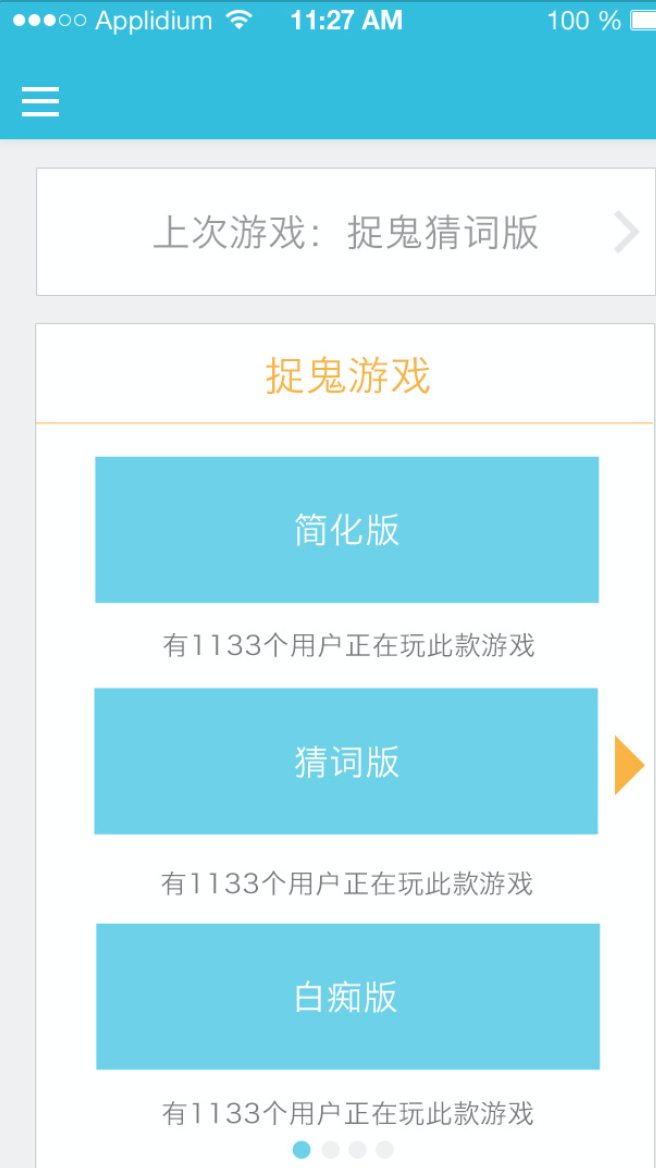 Applidium 11:27 AM 100 %
上次游戏：捉鬼猜词版
捉鬼游戏
简化版
有1133个用户正在玩此款游戏
猜词版
有1133个用户正在玩此款游戏
白痴版
有1133个用户正在玩此款游戏